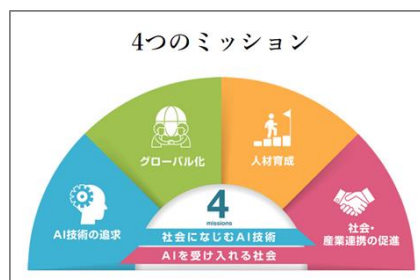 4つのミッション
グローバル化
人材育成
AI技術の追求
4
missions
社会になじむAI技術
AIを受け入れる社会
社会・
産業連携の促進